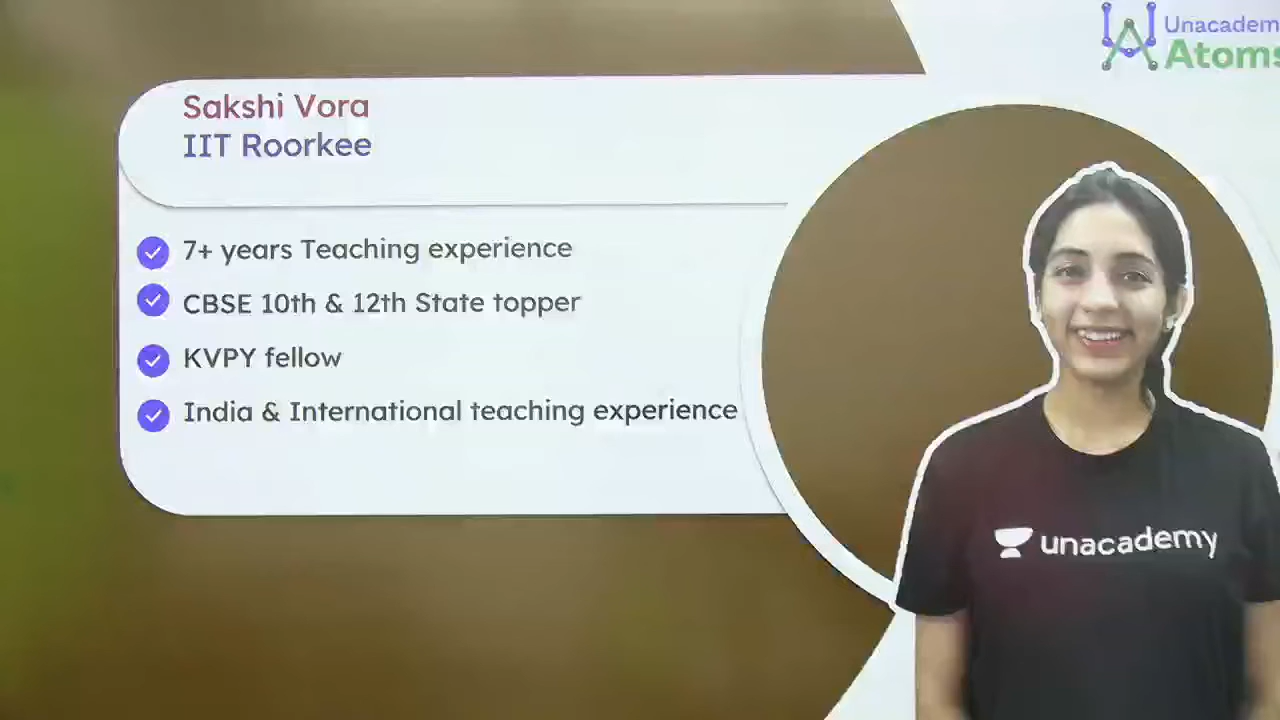 Unacadem
Atoms
Sakshi Vora
IIT Roorkee
7+ years Teaching experience
CBSE 10th & 12th State topper
KVPY fellow
India & International teaching experience
unacademy